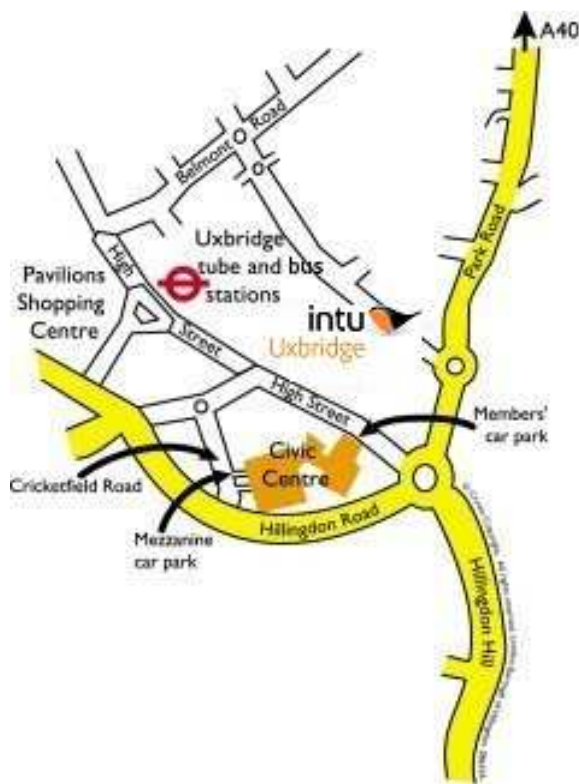 A40
Belmont Road
Park Road
High Street
Uxbridge
tube and bus
stations
Pavilions
Shopping
Centre
intu
Uxbridge
High Street
Members'
car park
Civic
Centre
Cricketfield Road
Mezzanine
car park
Hillingdon Road
Hillingdon Hill